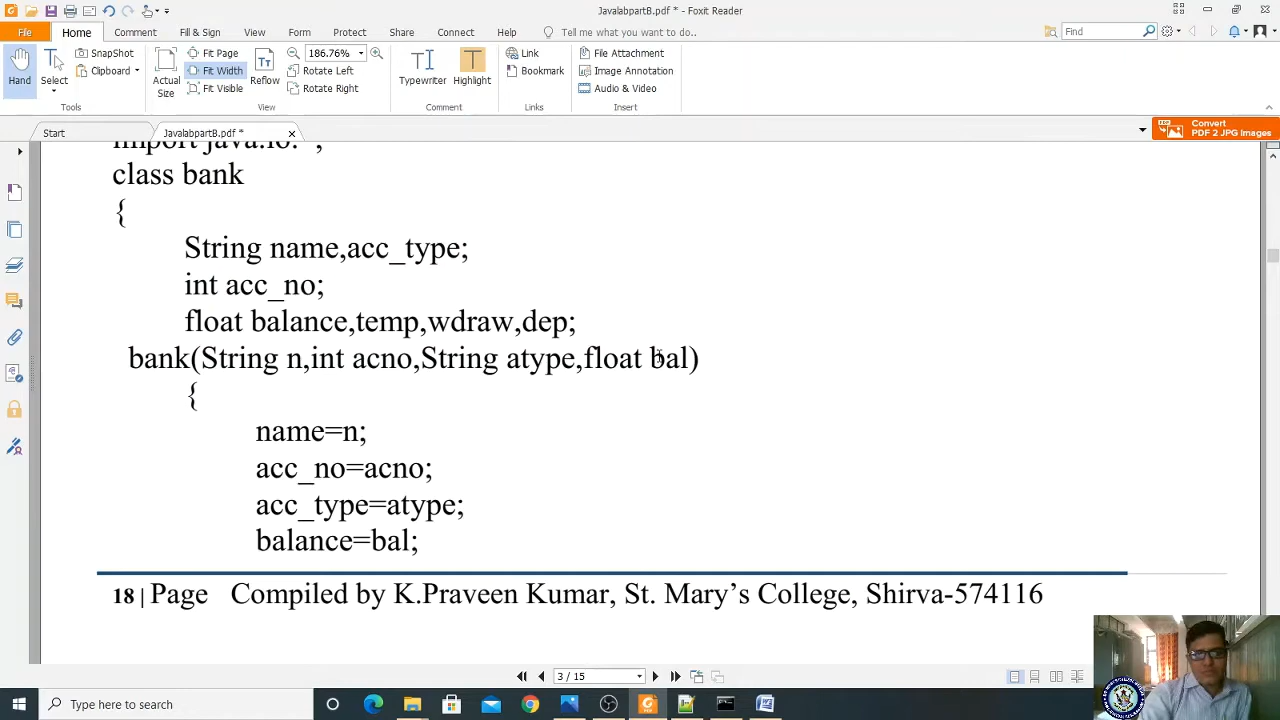 Javalabpart­B.pdf * - Foxit Reader
File Home Comment View Form Protect Share Connect Help Tell me what you want to do.. Find
Fill & Sign
Hand Select SnapShot Clipboard Actual Size Fit Page Fit Width Fit Visible Reflow 186.76% Rotate Left Rotate Right Typewriter Highlight Link Bookmark File Attachment Image Annotation Audio & Video
Tools View Comment Links Insert
Start JavalabpartB.pdf * Convert
PDF 2 JPG Images
import java.io.*;
class bank
{
String name,acc_type;
int acc_no;
float balance,temp,wdraw,dep;
bank(String n,int acno,String atype,float bal)
{
name=n;
acc_no=acno;
acc_type=atype;
balance=bal;
18 | Page Compiled by K.Praveen Kumar, St. Mary’s College, Shirva-574116
3 / 15
Type here to search